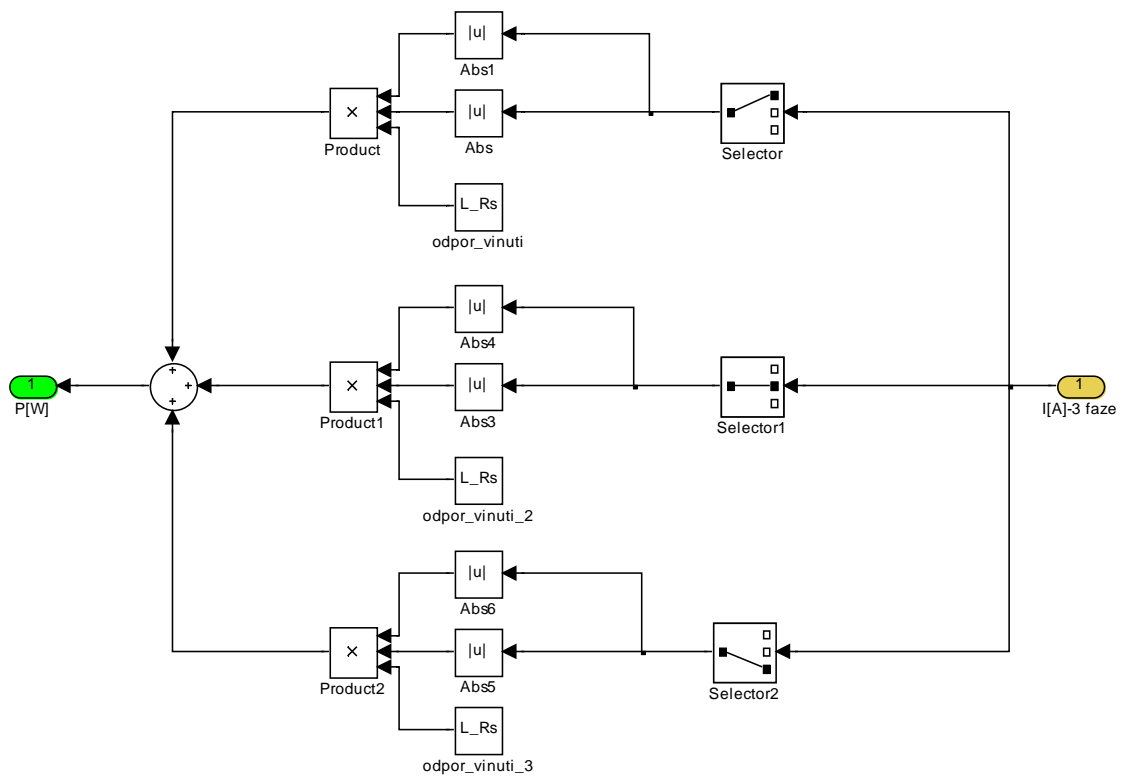 |u|
Abs1
×
Product
|u|
Abs
Selector
L_Rs
odpor_vinuti
|u|
Abs4
1
P[W]
+
+
+
×
Product1
|u|
Abs3
Selector1
1
I[A]-3 faze
L_Rs
odpor_vinuti_2
|u|
Abs6
×
Product2
|u|
Abs5
Selector2
L_Rs
odpor_vinuti_3